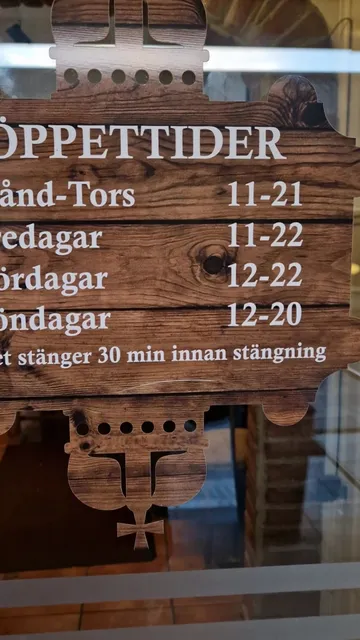 ÖPPETTIDER
ånd-Tors 11-21
redagar 11-22
ördagar 12-22
öndagar 12-20
et stänger 30 min innan stängning